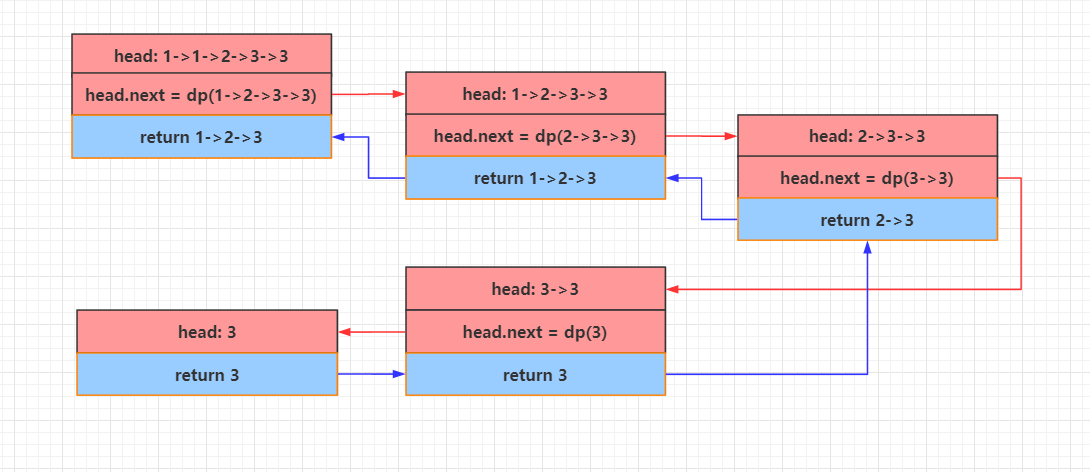 head: 1->1->2->3->3
head.next = dp(1->2->3->3)
return 1->2->3
head: 1->2->3->3
head.next = dp(2->3->3)
return 1->2->3
head: 2->3->3
head.next = dp(3->3)
return 2->3
head: 3->3
head.next = dp(3)
return 3
head: 3
return 3